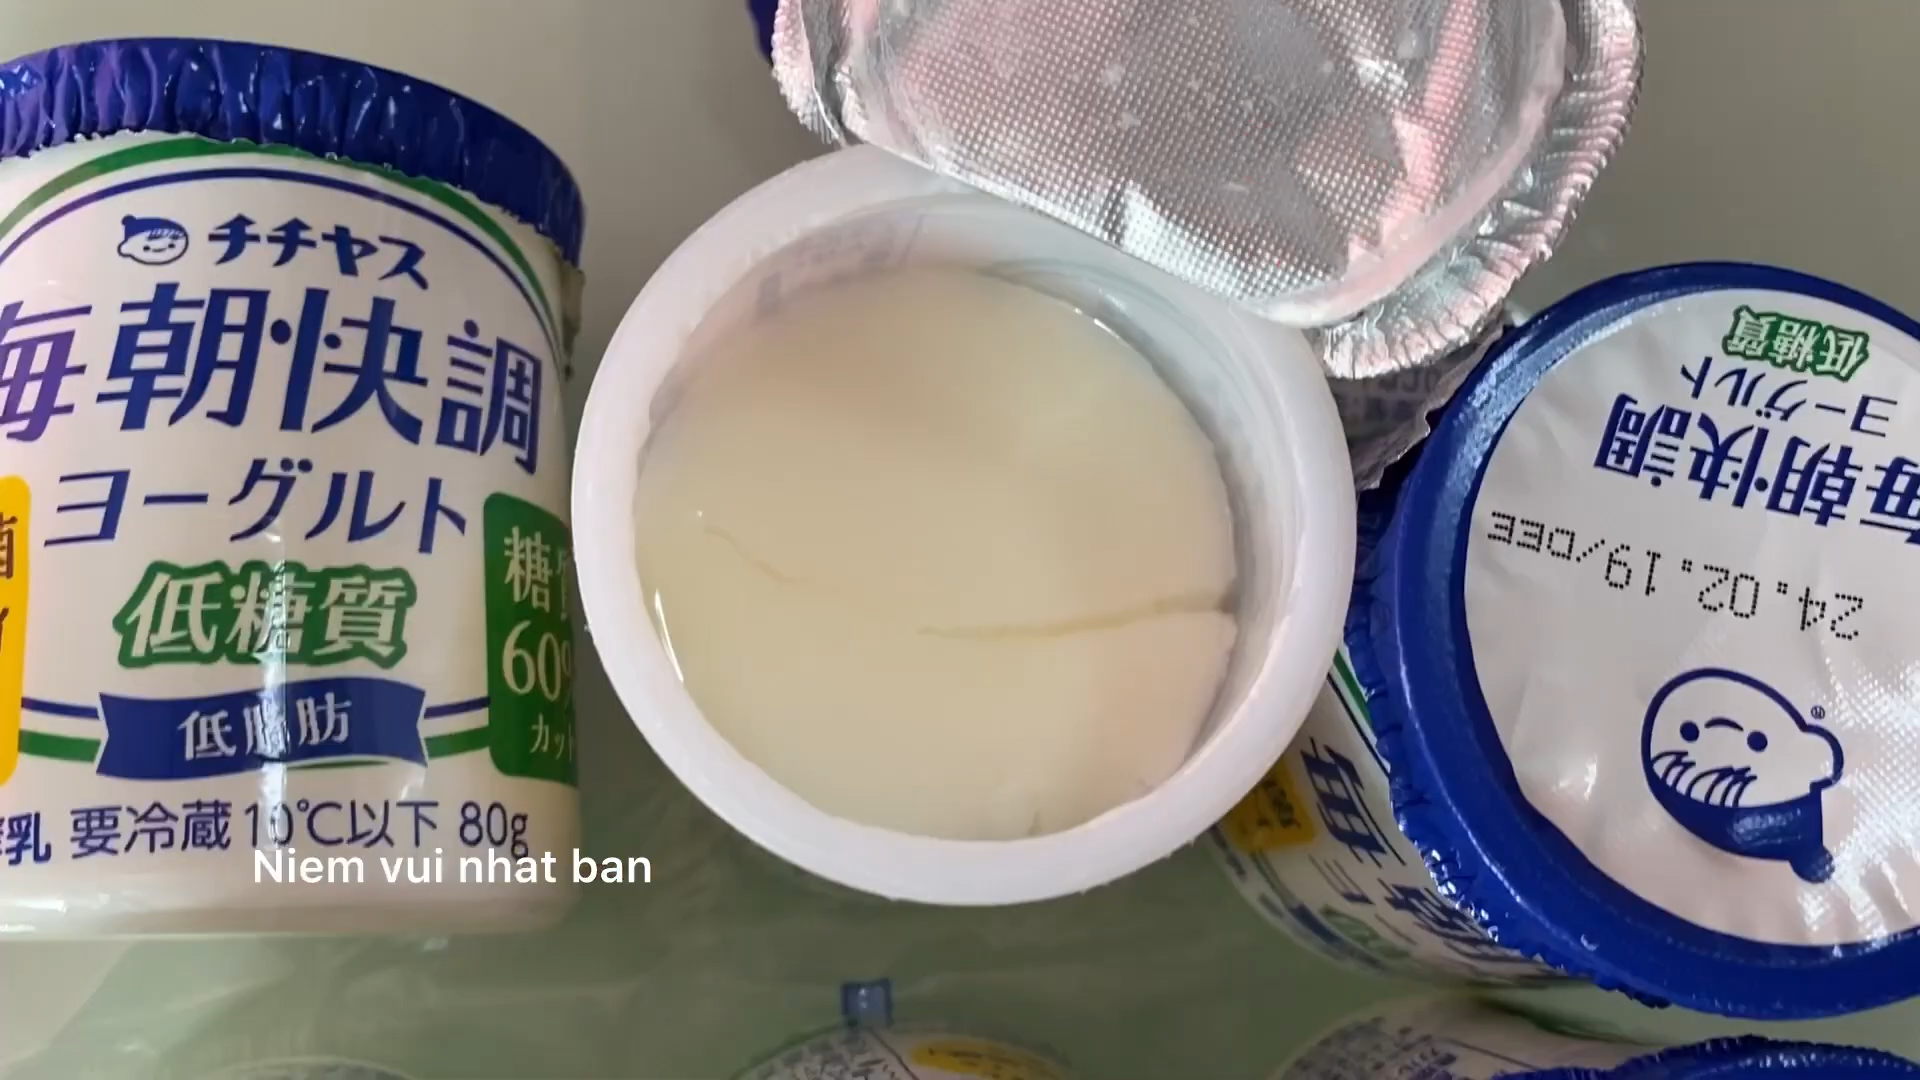 チチヤス
毎朝快調
ヨーグルト
低糖質
低脂肪
糖質
60%
カット
乳 要冷蔵 10℃以下 80g
Niem vui nhat ban
低糖質
ヨーグルト
毎朝快調
24.02.19/DEE